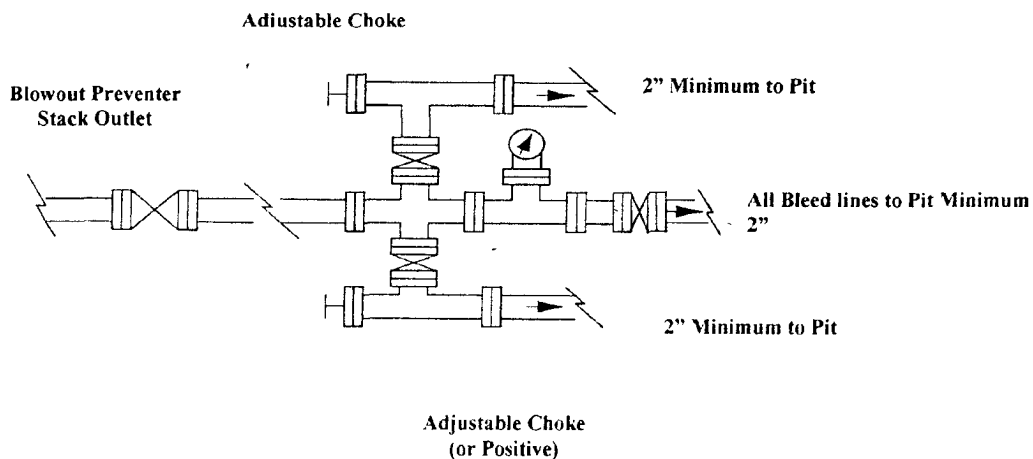 Adiustable Choke
Blowout Preventer
Stack Outlet
2” Minimum to Pit
All Bleed lines to Pit Minimum
2”
2” Minimum to Pit
Adjustable Choke
(or Positive)